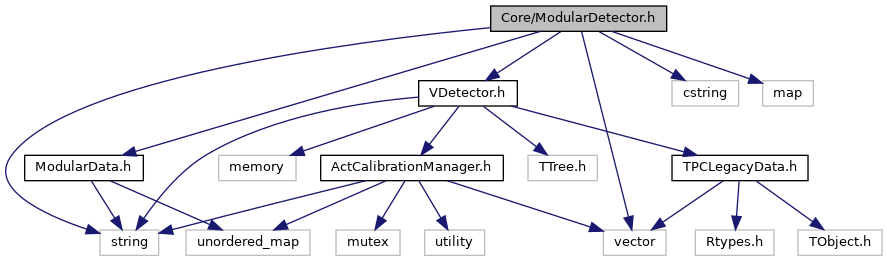 Core/ModularDetector.h
VDetector.h
cstring
map
ModularData.h
memory
ActCalibrationManager.h
TTree.h
TPCLegacyData.h
string
unordered_map
mutex
utility
vector
Rtypes.h
TObject.h